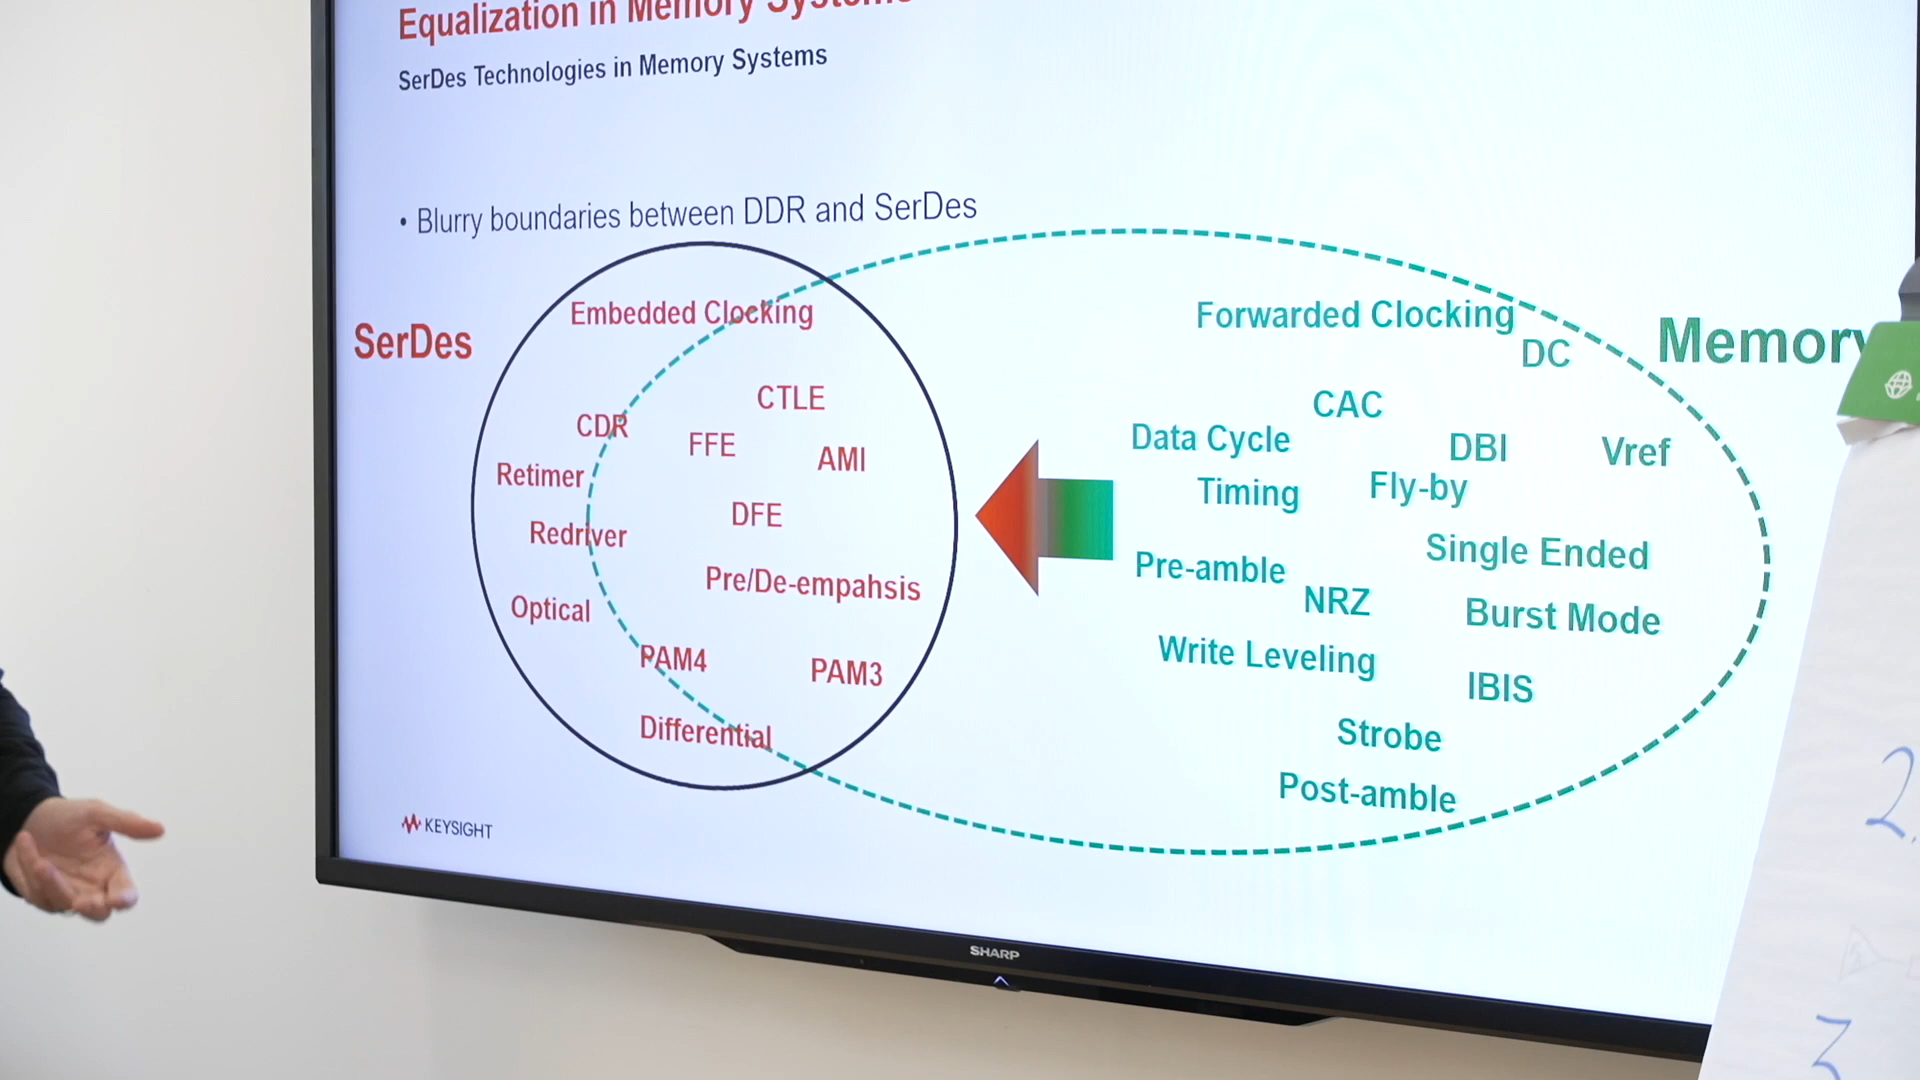 Equalization in Memory Systems
SerDes Technologies in Memory Systems
• Blurry boundaries between DDR and SerDes
SerDes
Embedded Clocking
CTLE
CDR
FFE
AMI
Retimer
DFE
Redriver
Pre/De-empahsis
Optical
PAM4
PAM3
Differential
Memory
Forwarded Clocking
DC
CAC
Data Cycle
DBI
Vref
Timing
Fly-by
Single Ended
Pre-amble
NRZ
Burst Mode
Write Leveling
IBIS
Strobe
Post-amble
KEYSIGHT
SHARP
2.
3